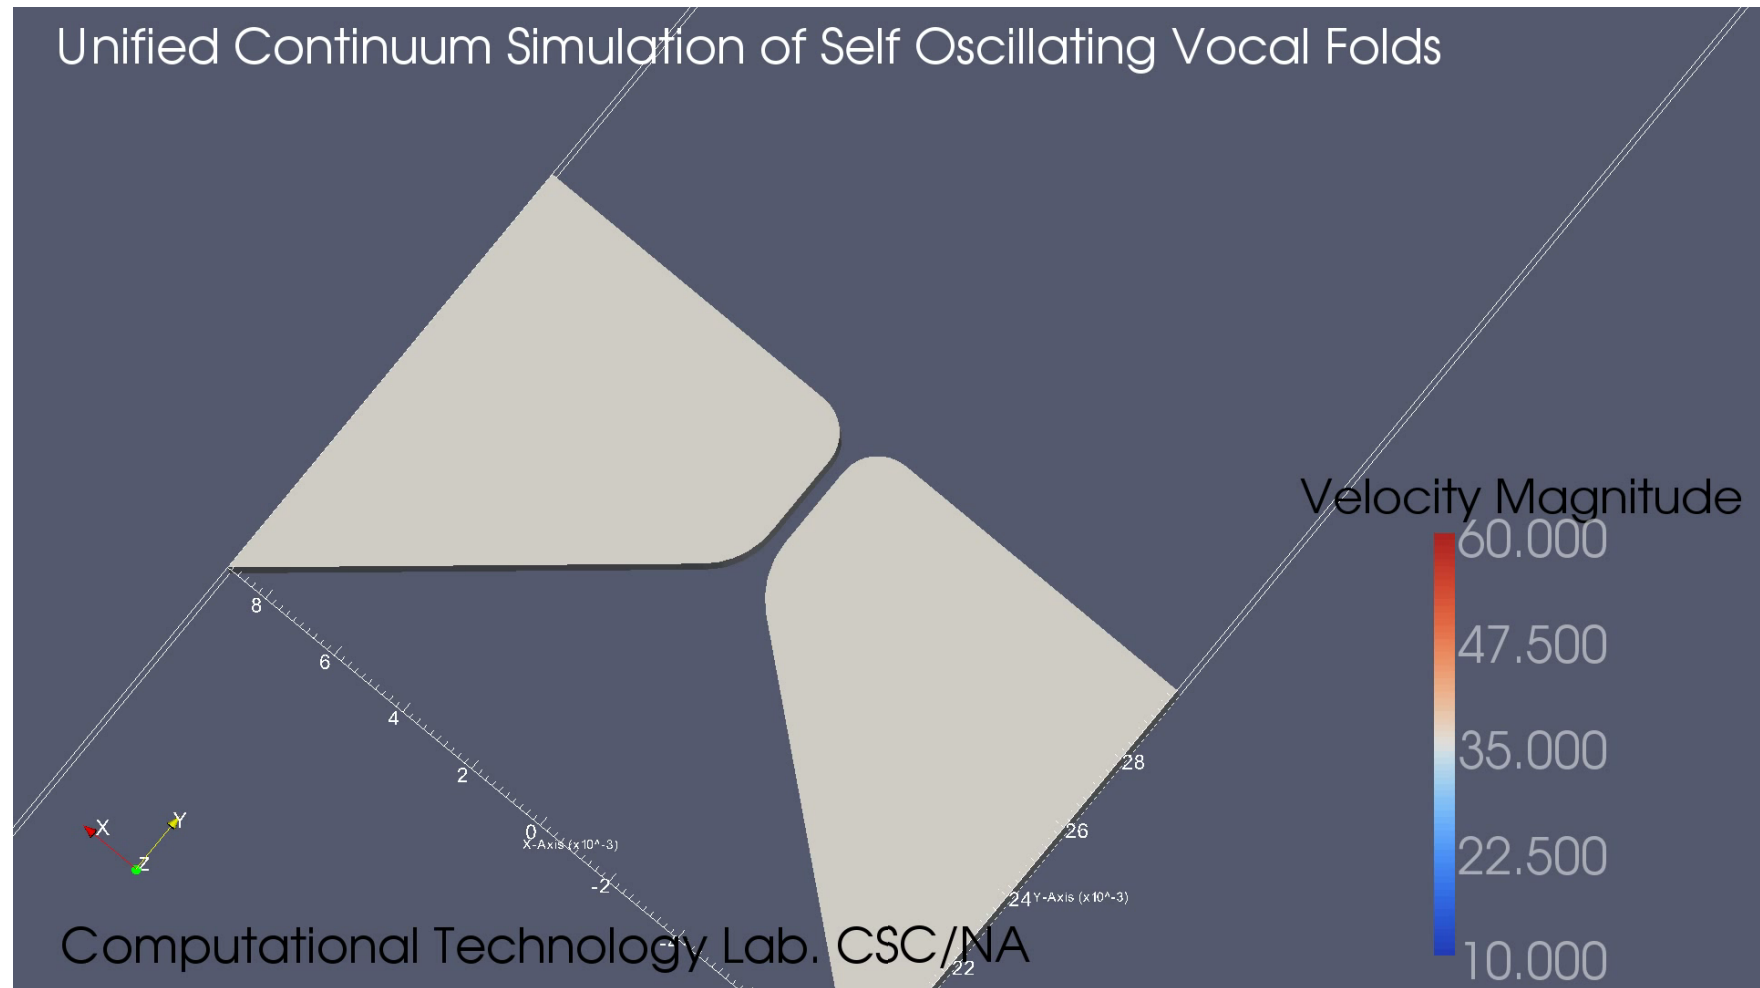 Unified Continuum Simulation of Self Oscillating Vocal Folds
Velocity Magnitude
60.000
47.500
35.000
22.500
10.000
8
6
4
2
0
X-Axis (x10^-3)
-2
-4
28
26
24
Y-Axis (x10^-3)
22
X
Y
Z
Computational Technology Lab. CSC/NA